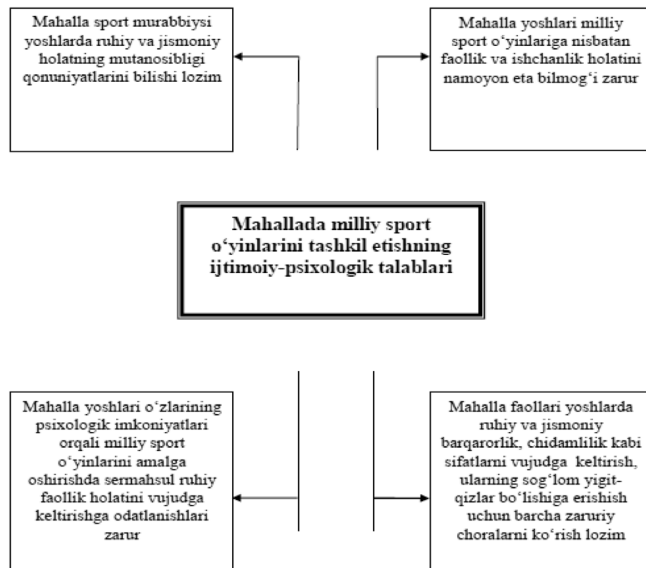 Mahalla sport murabbiysi
yoshlarda ruhiy va jismoniy
holatning mutanosibligi
qonuniyatlarini bilishi lozim
Mahalla yoshlari milliy
sport o‘yinlariga nisbatan
faollik va ishchanlik holatini
namoyon eta bilmog‘i zarur
Mahallada milliy sport
o‘yinlarini tashkil etishning
ijtimoiy-psixologik talablari
Mahalla yoshlari o‘zlarining
psixologik imkoniyatlari
orqali milliy sport
o‘yinlarini amalga
oshirishda sermahsul ruhiy
faollik holatini vujudga
keltirishga odatlanishlari
zarur
Mahalla faollari yoshlarda
ruhiy va jismoniy
barqarorlik, chidamlilik kabi
sifatlarni vujudga keltirish,
ularning sog‘lom yigit-
qizlar bo‘lishiga erishish
uchun barcha zaruriy
choralarni ko‘rish lozim